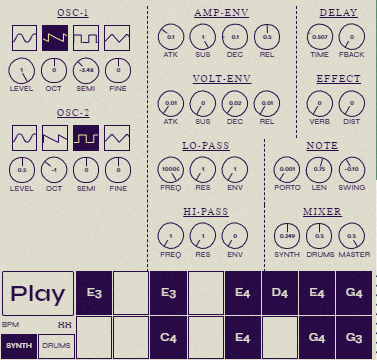 OSC-1
1 0 -3.48 0
LEVEL OCT SEMI FINE
OSC-2
0.5 -1 0 0
LEVEL OCT SEMI FINE
AMP-ENV
0.1 1 0.1 0.5
ATK SUS DEC REL
VOLT-ENV
0.01 0 0.02 0.01
ATK SUS DEC REL
LO-PASS
1 1
FREQ RES ENV
HI-PASS
1 1 0
FREQ RES ENV
DELAY
0.507 0
TIME FBACK
EFFECT
0 0
VERB DIST
NOTE
0.001 0.75 -0.10
PORTO LEN SWING
MIXER
0.349 0.5 0.5
SYNTH DRUMS MASTER
Play
BPM
SYNTH DRUMS
E3 E3 E4 D4 E4 G4
C4 E4 G4 G3